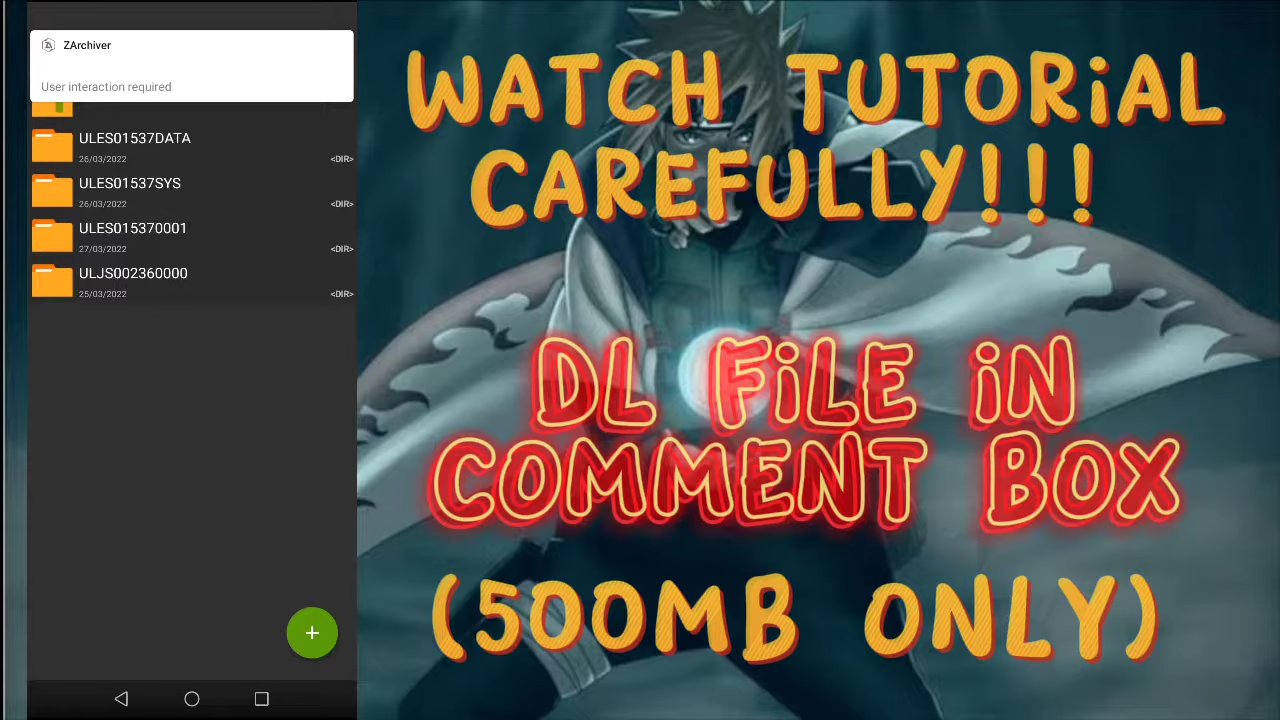 ZArchiver
User interaction required
ULES01537DATA
26/03/2022 <DIR>
ULES01537SYS
26/03/2022 <DIR>
ULES015370001
27/03/2022 <DIR>
ULJS002360000
25/03/2022 <DIR>
+
WATCH TUTORiAL
CAREFULLY!!!
DL FiLE iN
COMMENT BOX
(500MB ONLY)